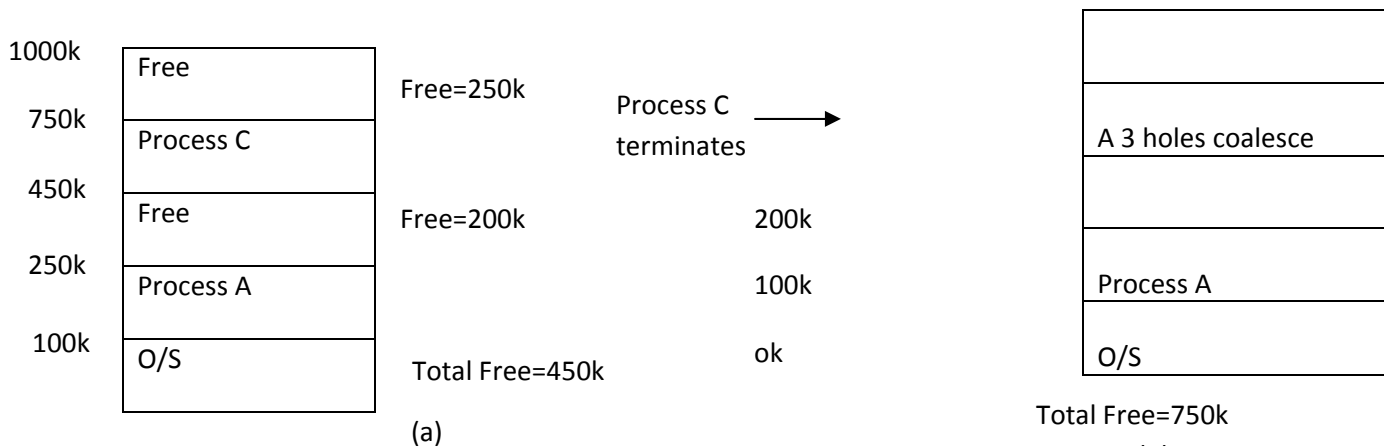 1000k
Free
Free=250k
750k
Process C
450k
Free
Free=200k
250k
Process A
100k
O/S
Total Free=450k
(a)
Process C
terminates
200k
100k
ok
A 3 holes coalesce
Process A
O/S
Total Free=750k